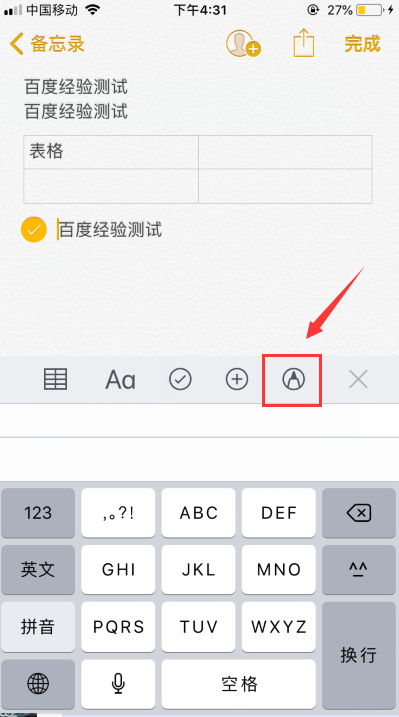 中国移动 下午4:31 27%
备忘录 完成
百度经验测试
百度经验测试
表格
百度经验测试
Aa
123 ,。?! ABC DEF
英文 GHI JKL MNO ^^
拼音 PQRS TUV WXYZ 换行
空格